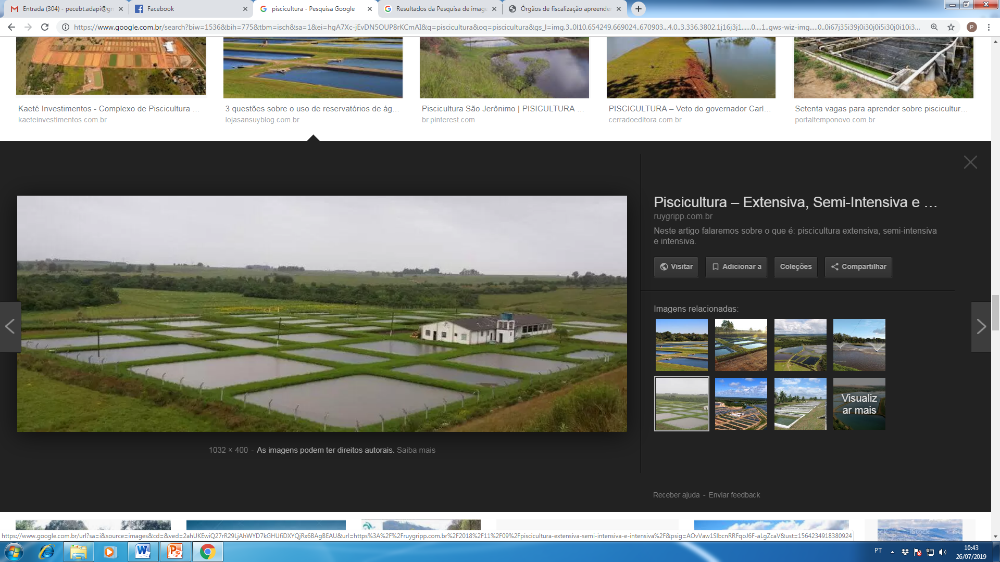 Entrada (304) - pecebt.adapi@gm
Facebook
piscicultura - Pesquisa Google
Resultados da Pesquisa de image
Órgãos de fiscalização apreende
https://www.google.com.br/search?biw=1536&bih=775&tbm=isch&sa=1&ei=hgA7Xc-jEvDN5OUP8rKCmAI&q=piscicultura&oq=piscicultura&gs_l=img.3..0l10.654249.669024..670903...4.0..3.336.3802.1j16j3j1......0....1..gws-wiz-img.....0..0i67j35i39j0i30j0i5i30j0i10i3...
P
Kaeté Investimentos - Complexo de Piscicultura ...
kaeteinvestimentos.com.br
3 questões sobre o uso de reservatórios de ág...
lojasansuyblog.com.br
Piscicultura São Jerônimo | PISICULTURA ...
br.pinterest.com
PISCICULTURA – Veto do governador Carl...
cerradoeditora.com.br
Setenta vagas para aprender sobre piscicultur...
portaltemponovo.com.br
Piscicultura – Extensiva, Semi-Intensiva e ...
ruygripp.com.br
Neste artigo falaremos sobre o que é: piscicultura extensiva, semi-intensiva
e intensiva.
Visitar
Adicionar a
Coleções
Compartilhar
Imagens relacionadas:
Visualiz
ar mais
1032 × 400 - As imagens podem ter direitos autorais. Saiba mais
Receber ajuda - Enviar feedback
iStock
https://www.google.com.br/url?sa=i&source=images&cd=&ved=2ahUKEwiQ27rR29LjAhWYD7kGHUfiDXYQjRx6BAgBEAU&url=https%3A%2F%2Fruygripp.com.br%2F2018%2F11%2F09%2Fpiscicultura-extensiva-semi-intensiva-e-intensiva%2F&psig=AOvVaw1SlbcnRRFqoJ6F-aLgZcaV&ust=1564234918380924
PT
10:43
26/07/2019